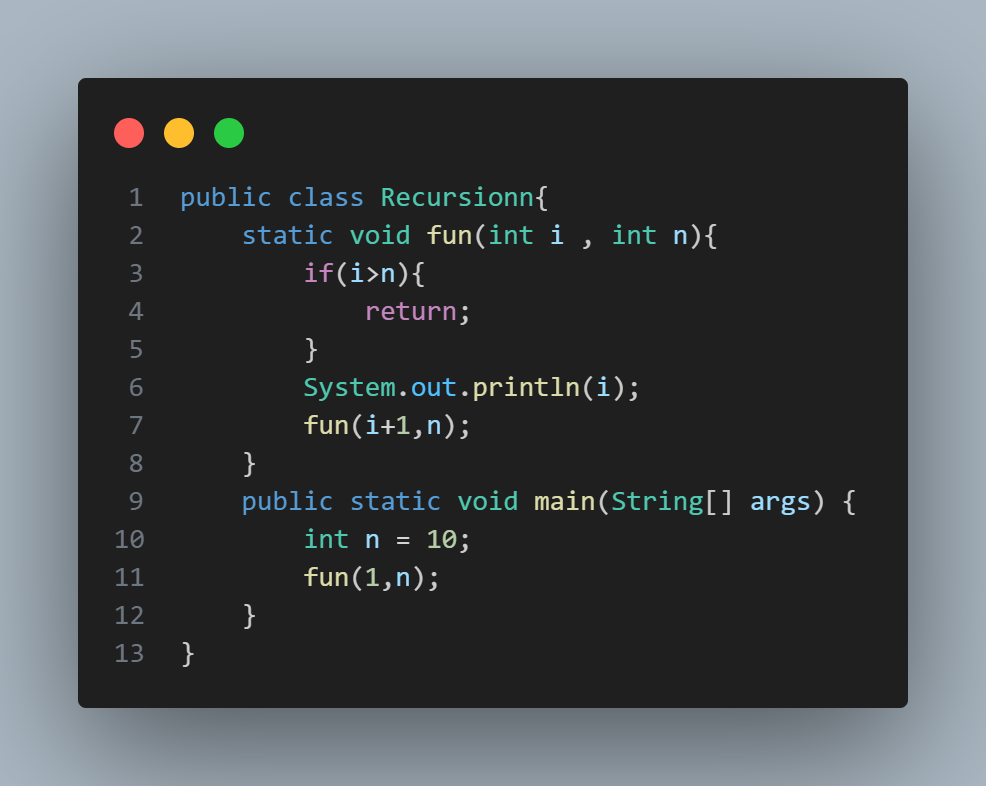 1 public class Recursionn{
2     static void fun(int i , int n){
3         if(i>n){
4             return;
5         }
6         System.out.println(i);
7         fun(i+1,n);
8     }
9     public static void main(String[] args) {
10         int n = 10;
11         fun(1,n);
12     }
13 }